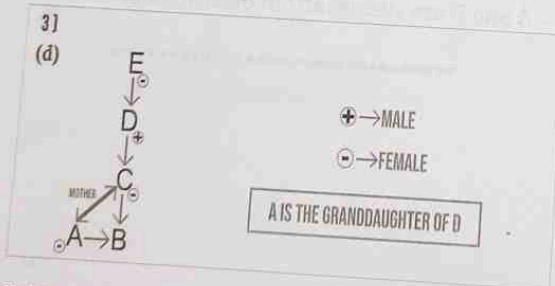 3]
(d)
E
⊖
D
⊕
C
⊖
MOTHER
⊖A→B
⊕→MALE
⊖→FEMALE
A IS THE GRANDDAUGHTER OF D